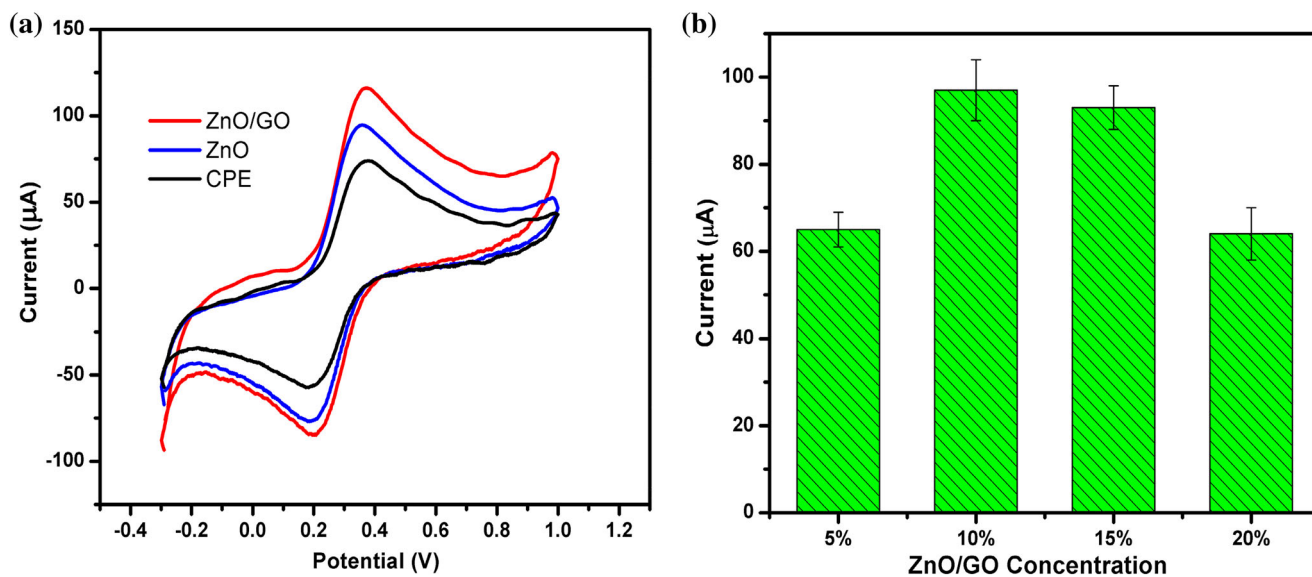 (a)
150
100
50
0
-50
-100
Current (µA)
ZnO/GO
ZnO
CPE
-0.4 -0.2 0.0 0.2 0.4 0.6 0.8 1.0 1.2
Potential (V)
(b)
100
80
60
40
20
0
Current (µA)
5% 10% 15% 20%
ZnO/GO Concentration